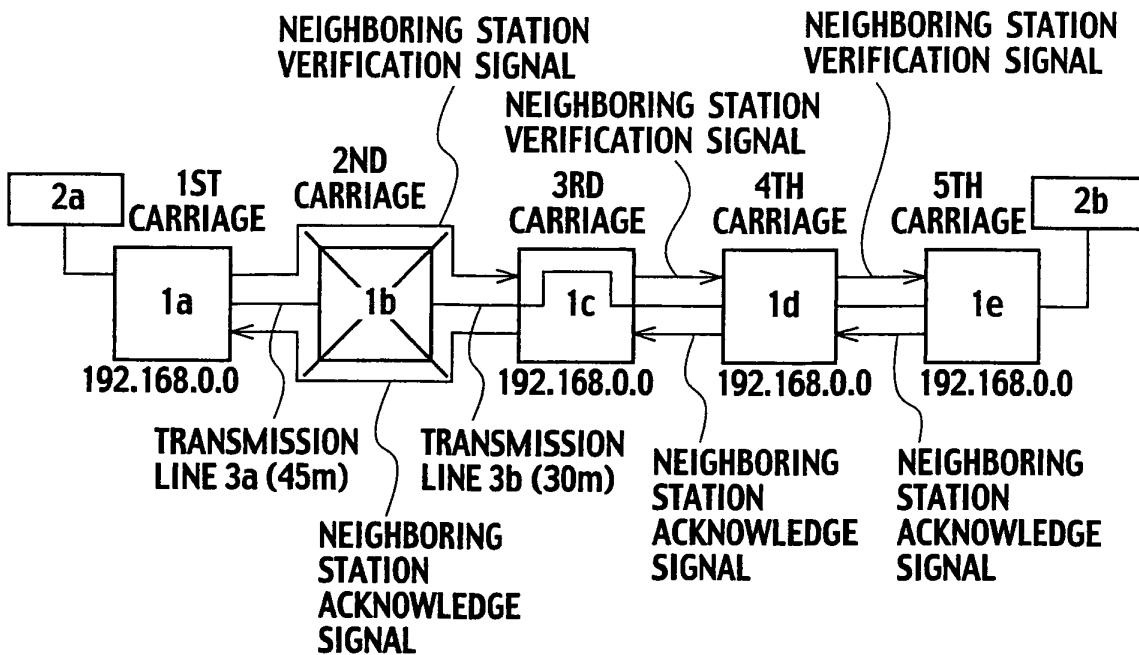 NEIGHBORING STATION
VERIFICATION SIGNAL
NEIGHBORING STATION
VERIFICATION SIGNAL
NEIGHBORING STATION
VERIFICATION SIGNAL
2a
1ST
CARRIAGE
2ND
CARRIAGE
3RD
CARRIAGE
4TH
CARRIAGE
5TH
CARRIAGE
2b
1a
1b
1c
1d
1e
192.168.0.0
192.168.0.0
192.168.0.0
192.168.0.0
TRANSMISSION
LINE 3a (45m)
TRANSMISSION
LINE 3b (30m)
NEIGHBORING
STATION
ACKNOWLEDGE
SIGNAL
NEIGHBORING
STATION
ACKNOWLEDGE
SIGNAL
NEIGHBORING
STATION
ACKNOWLEDGE
SIGNAL